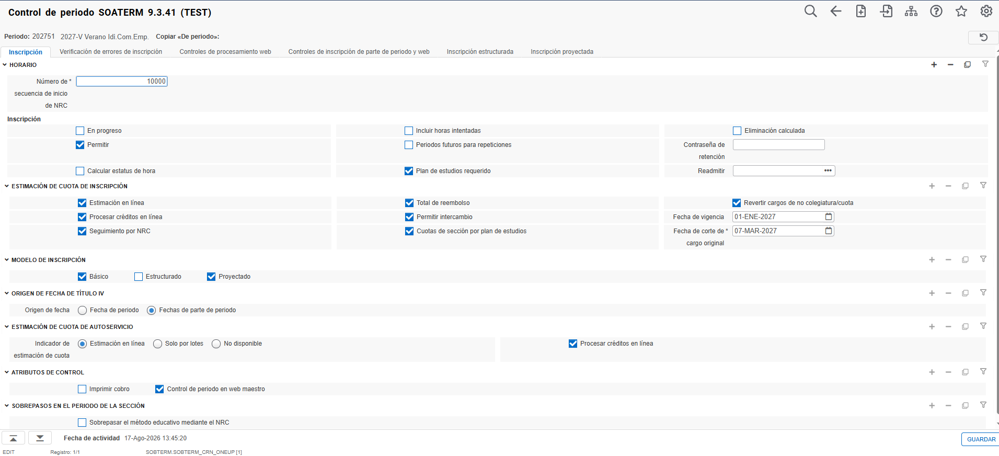 Control de periodo SOATERM 9.3.41 (TEST)
Periodo: 202751 2027-V Verano Idi.Com.Emp. Copiar «De periodo»:
Inscripción Verificación de errores de inscripción Controles de procesamiento web Controles de inscripción de parte de periodo y web Inscripción estructurada Inscripción proyectada
HORARIO
Número de * 10000
secuencia de inicio
de NRC
Inscripción
En progreso Incluir horas intentadas Eliminación calculada
Permitir Periodos futuros para repeticiones Contraseña de
retención
Calcular estatus de hora Plan de estudios requerido Readmitir
ESTIMACIÓN DE CUOTA DE INSCRIPCIÓN
Estimación en línea Total de reembolso Revertir cargos de no colegiatura/cuota
Procesar créditos en línea Permitir intercambio Fecha de vigencia 01-ENE-2027
Seguimiento por NRC Cuotas de sección por plan de estudios Fecha de corte de * 07-MAR-2027
cargo original
MODELO DE INSCRIPCIÓN
Básico Estructurado Proyectado
ORIGEN DE FECHA DE TÍTULO IV
Origen de fecha Fecha de periodo Fechas de parte de periodo
ESTIMACIÓN DE CUOTA DE AUTOSERVICIO
Indicador de Estimación en línea Solo por lotes No disponible Procesar créditos en línea
estimación de cuota
ATRIBUTOS DE CONTROL
Imprimir cobro Control de periodo en web maestro
SOBREPASOS EN EL PERIODO DE LA SECCIÓN
Sobrepasar el método educativo mediante el NRC
Fecha de actividad 17-Ago-2026 13:45:20 GUARDAR
EDIT Registro: 1/1 SOBTERM.SOBTERM_CRN_ONEUP [1]